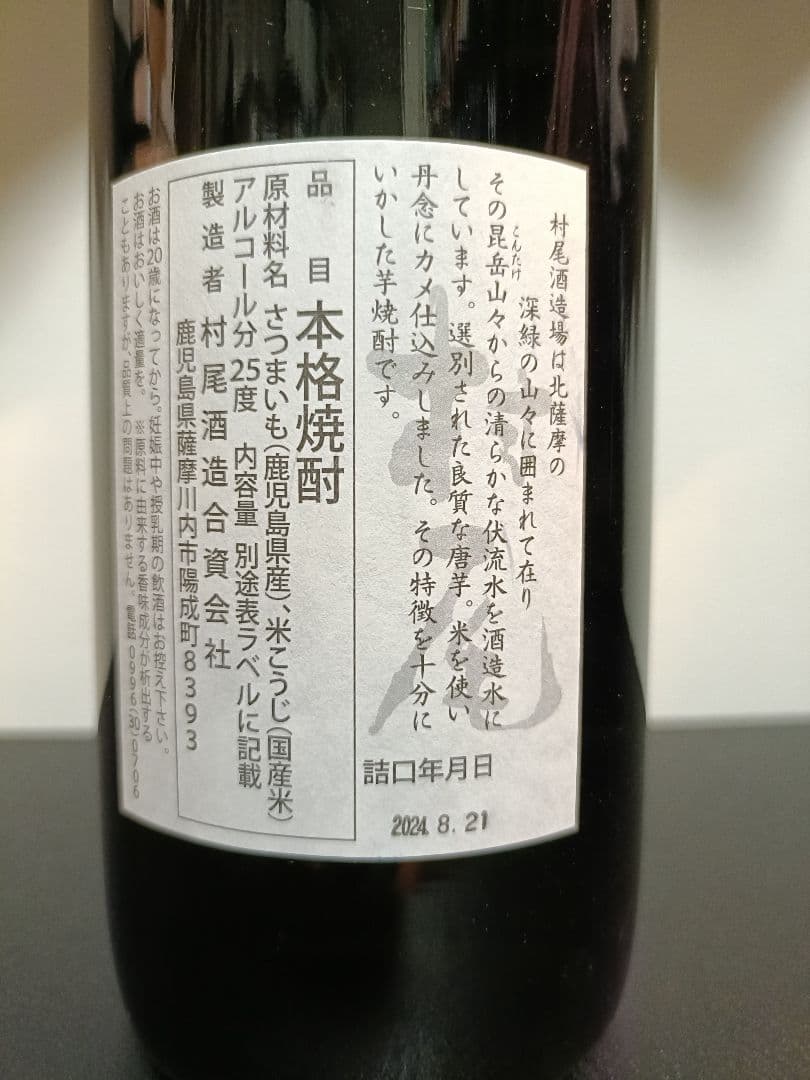 村尾酒造場は北薩摩の
深緑の山々に囲まれて在り
その昆岳山々からの清らかな伏流水を酒造水に
こんたけ
しています。選別された良質な唐芋。米を使い
丹念にカメ仕込みしました。その特徴を十分に
いかした芋焼酎です。
村尾
詰口年月日
2024. 8. 21
品目 本格焼酎
原材料名 さつまいも(鹿児島県産)、米こうじ(国産米)
アルコール分 25度 内容量 別途表ラベルに記載
製造者 村尾酒造合資会社
鹿児島県薩摩川内市陽成町8393
お酒は20歳になってから。妊娠中や授乳期の飲酒はお控え下さい。
お酒はおいしく適量を。 ※原料に由来する香味成分が析出する
こともありますが、品質上の問題はありません。電話0996(30)0706